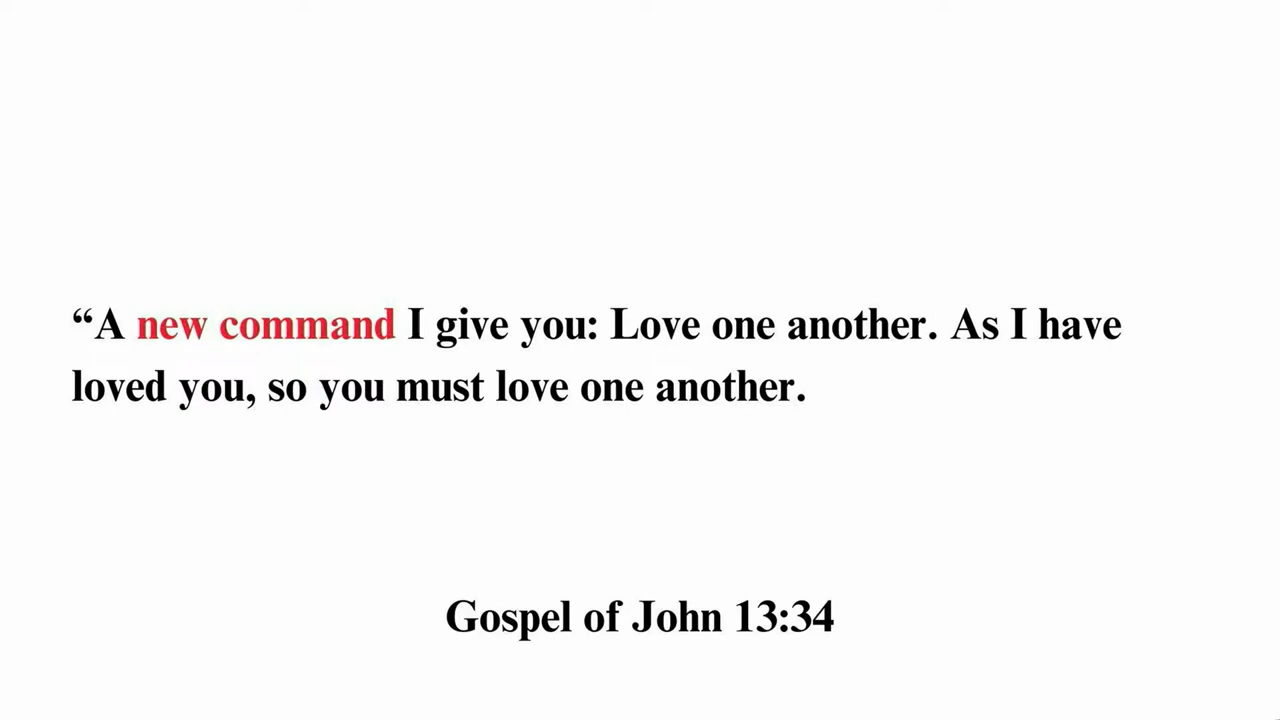 “A new command I give you: Love one another. As I have
loved you, so you must love one another.
Gospel of John 13:34